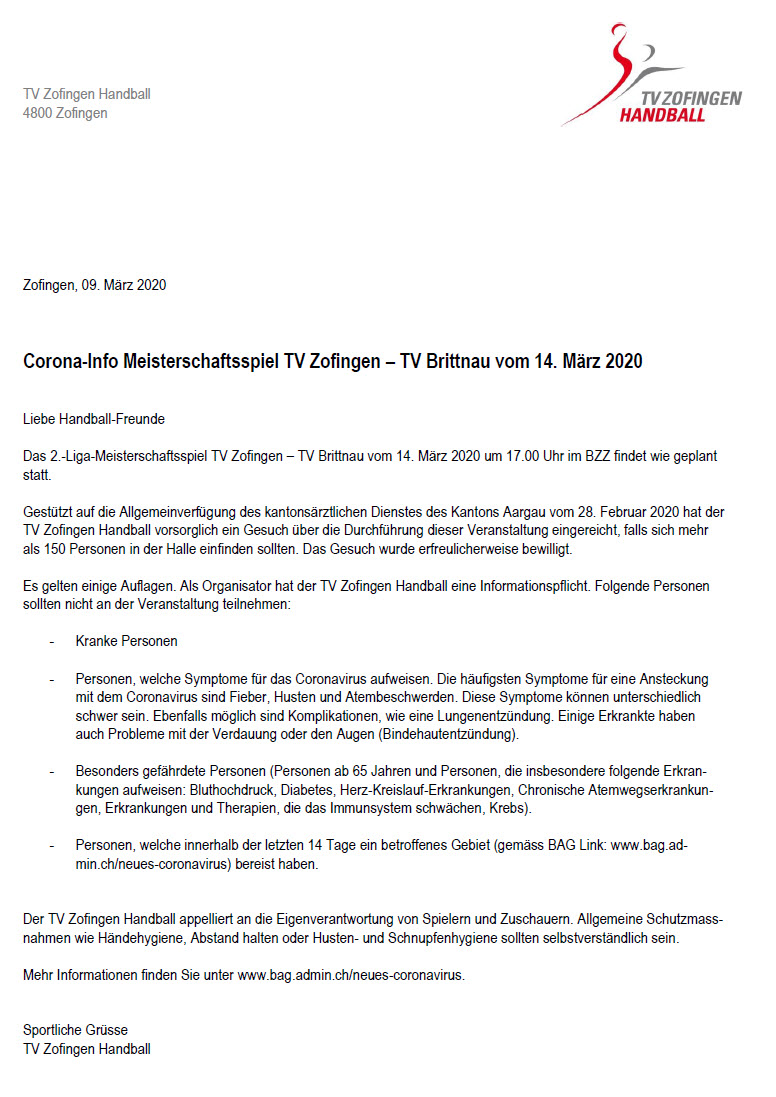 TV Zofingen Handball
4800 Zofingen
TV ZOFINGEN
HANDBALL
Zofingen, 09. März 2020
Corona-Info Meisterschaftsspiel TV Zofingen – TV Brittnau vom 14. März 2020
Liebe Handball-Freunde
Das 2.-Liga-Meisterschaftsspiel TV Zofingen – TV Brittnau vom 14. März 2020 um 17.00 Uhr im BZZ findet wie geplant
statt.
Gestützt auf die Allgemeinverfügung des kantonsärztlichen Dienstes des Kantons Aargau vom 28. Februar 2020 hat der
TV Zofingen Handball vorsorglich ein Gesuch über die Durchführung dieser Veranstaltung eingereicht, falls sich mehr
als 150 Personen in der Halle einfinden sollten. Das Gesuch wurde erfreulicherweise bewilligt.
Es gelten einige Auflagen. Als Organisator hat der TV Zofingen Handball eine Informationspflicht. Folgende Personen
sollten nicht an der Veranstaltung teilnehmen:
- Kranke Personen
- Personen, welche Symptome für das Coronavirus aufweisen. Die häufigsten Symptome für eine Ansteckung
mit dem Coronavirus sind Fieber, Husten und Atembeschwerden. Diese Symptome können unterschiedlich
schwer sein. Ebenfalls möglich sind Komplikationen, wie eine Lungenentzündung. Einige Erkrankte haben
auch Probleme mit der Verdauung oder den Augen (Bindehautentzündung).
- Besonders gefährdete Personen (Personen ab 65 Jahren und Personen, die insbesondere folgende Erkran-
kungen aufweisen: Bluthochdruck, Diabetes, Herz-Kreislauf-Erkrankungen, Chronische Atemwegserkrankun-
gen, Erkrankungen und Therapien, die das Immunsystem schwächen, Krebs).
- Personen, welche innerhalb der letzten 14 Tage ein betroffenes Gebiet (gemäss BAG Link: www.bag.ad-
min.ch/neues-coronavirus) bereist haben.
Der TV Zofingen Handball appelliert an die Eigenverantwortung von Spielern und Zuschauern. Allgemeine Schutzmass-
nahmen wie Händehygiene, Abstand halten oder Husten- und Schnupfenhygiene sollten selbstverständlich sein.
Mehr Informationen finden Sie unter www.bag.admin.ch/neues-coronavirus.
Sportliche Grüsse
TV Zofingen Handball